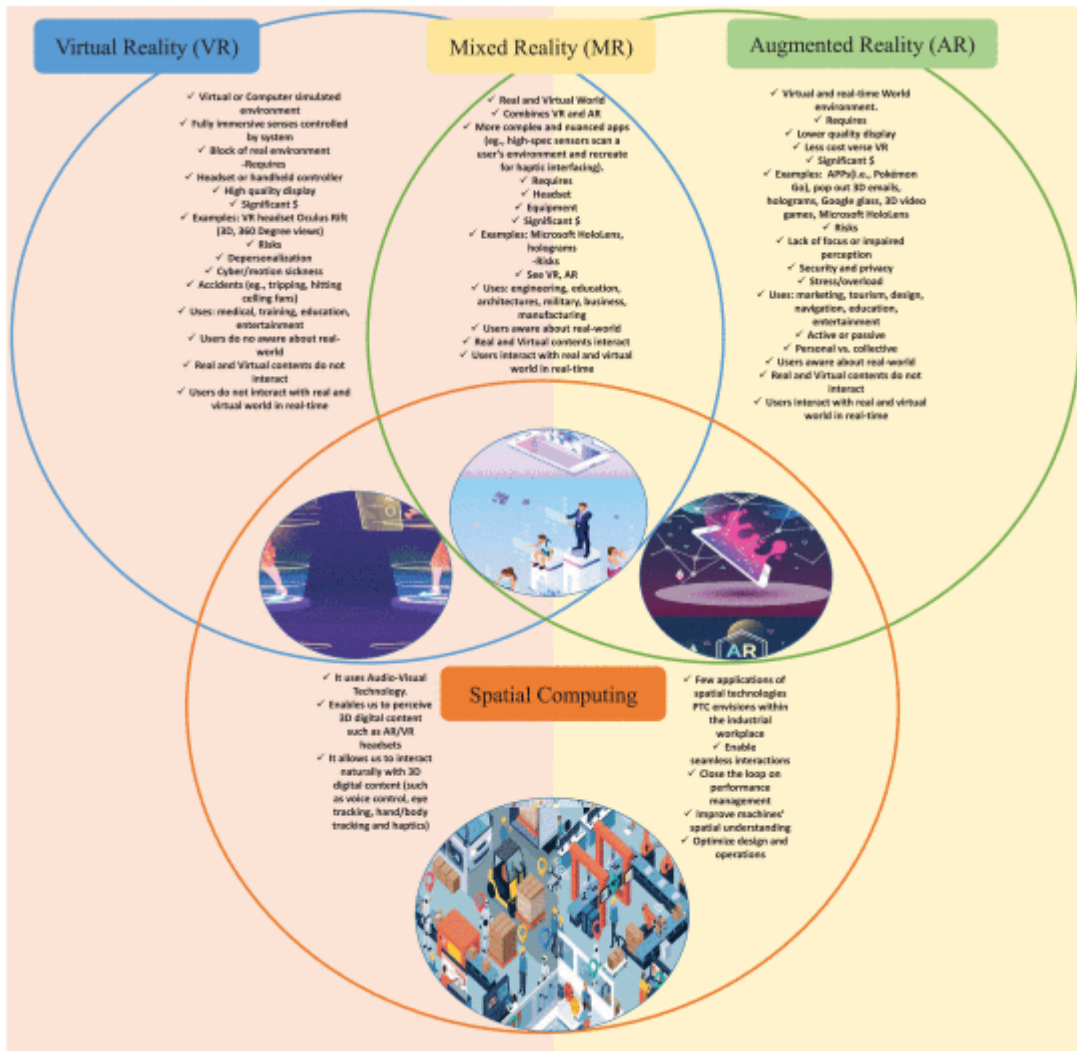 Virtual Reality (VR)
✓ Virtual or Computer simulated
environment
✓ Fully immersive senses controlled
by system
✓ Block of real environment
-Requires
✓ Headset or handheld controller
✓ High quality display
✓ Significant $
✓ Examples: VR headset Oculus Rift
(3D, 360 Degree views)
✓ Risks
✓ Depersonalization
✓ Cyber/motion sickness
✓ Accidents (eg., tripping, hitting
celling fans)
✓ Uses: medical, training, education,
entertainment
✓ Users do no aware about real-
world
✓ Real and Virtual contents do not
interact
✓ Users do not interact with real and
virtual world in real-time
Mixed Reality (MR)
✓ Real and Virtual World
✓ Combines VR and AR
✓ More complex and nuanced apps
(eg., high-spec sensors scan a
user's environment and recreate
for haptic interfacing).
✓ Requires
✓ Headset
✓ Equipment
✓ Significant $
✓ Examples: Microsoft HoloLens,
holograms
-Risks
✓ See VR, AR
✓ Uses: engineering, education,
architectures, military, business,
manufacturing
✓ Users aware about real-world
✓ Real and Virtual contents interact
✓ Users interact with real and virtual
world in real-time
Augmented Reality (AR)
✓ Virtual and real-time World
environment.
✓ Requires
✓ Lower quality display
✓ Less cost verse VR
✓ Significant $
✓ Examples: APPs(i.e., Pokémon
Go), pop out 3D emails,
holograms, Google glass, 3D video
games, Microsoft HoloLens
✓ Risks
✓ Lack of focus or impaired
perception
✓ Security and privacy
✓ Stress/overload
✓ Uses: marketing, tourism, design,
navigation, education,
entertainment
✓ Active or passive
✓ Personal vs. collective
✓ Users aware about real-world
✓ Real and Virtual contents do not
interact
✓ Users interact with real and virtual
world in real-time
AR
✓ It uses Audio-Visual
Technology.
✓ Enables us to perceive
3D digital content
such as AR/VR
headsets
✓ It allows us to interact
naturally with 3D
digital content (such
as voice control, eye
tracking, hand/body
tracking and haptics)
Spatial Computing
✓ Few applications of
spatial technologies
PTC envisions within
the industrial
workplace
✓ Enable
seamless interactions
✓ Close the loop on
performance
management
✓ Improve machines'
spatial understanding
✓ Optimize design and
operations